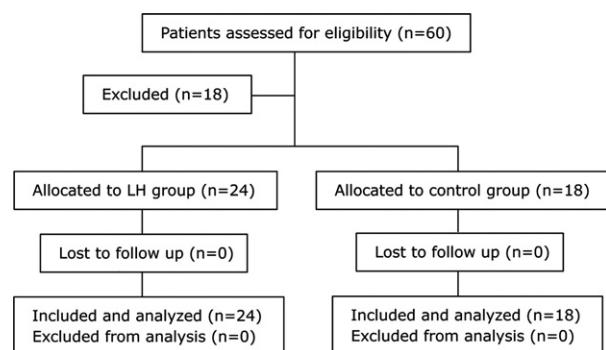 Patients assessed for eligibility (n=60)
Excluded (n=18)
Allocated to LH group (n=24)
Allocated to control group (n=18)
Lost to follow up (n=0)
Lost to follow up (n=0)
Included and analyzed (n=24)
Excluded from analysis (n=0)
Included and analyzed (n=18)
Excluded from analysis (n=0)